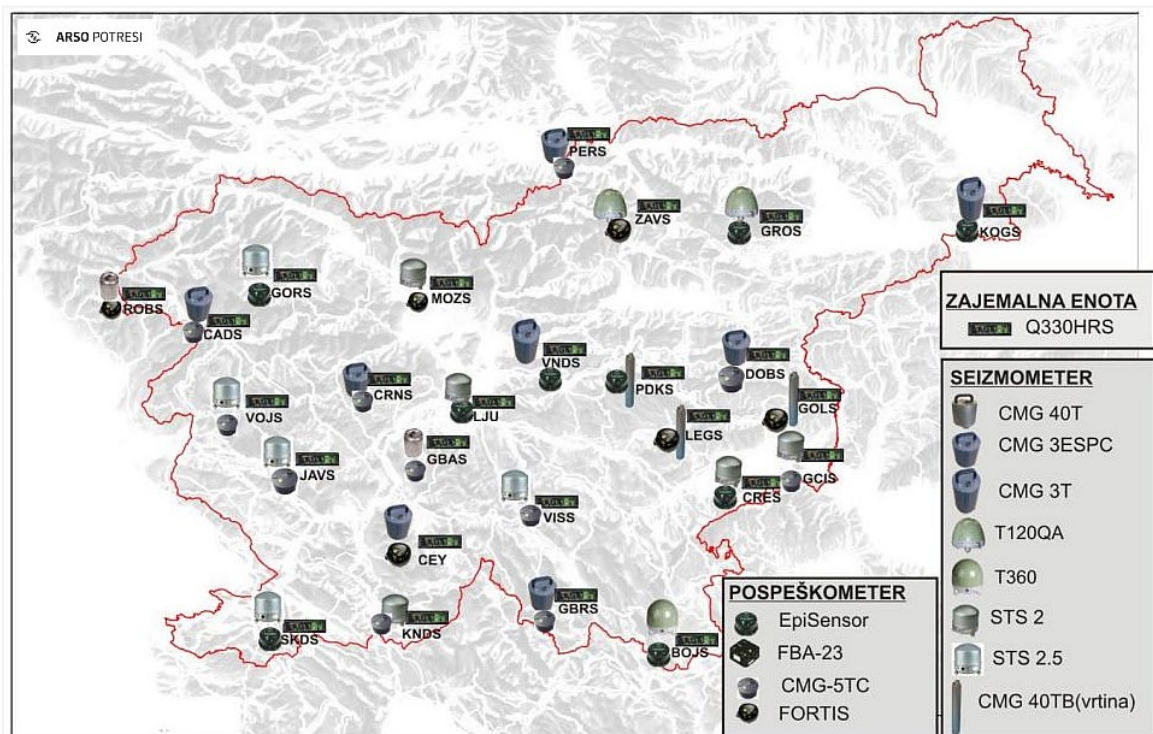 ARSO POTRESI
PERS
ZAVS
GROS
KOGS
GORS
MOZS
ROBS
CADS
VNDS
PDKS
DOBS
CRNS
LJU
VOJS
GOLS
LEGS
GBAS
JAVS
GCIS
CRES
VISS
CEY
GBRS
SKDS
KNDS
BOJS
ZAJEMALNA ENOTA
Q330HRS
SEIZMOMETER
CMG 40T
CMG 3ESPC
CMG 3T
T120QA
T360
STS 2
STS 2.5
CMG 40TB(vrtina)
POSPEŠKOMETER
EpiSensor
FBA-23
CMG-5TC
FORTIS